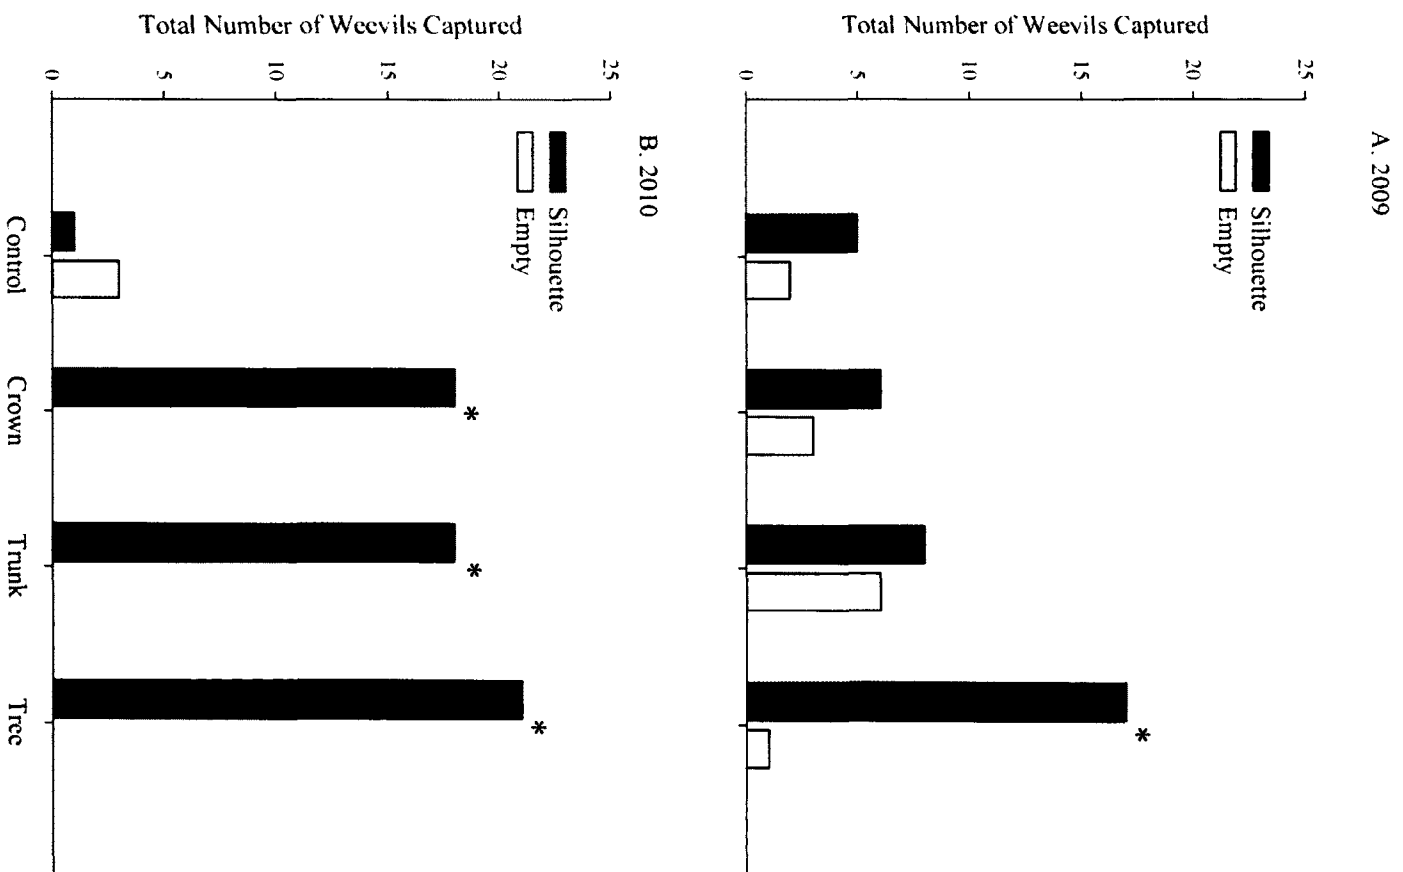 A. 2009
Silhouette
Empty
Total Number of Weevils Captured
25
20
15
10
5
0
*
B. 2010
Silhouette
Empty
Total Number of Weevils Captured
25
20
15
10
5
0
*
*
*
Control
Crown
Trunk
Tree